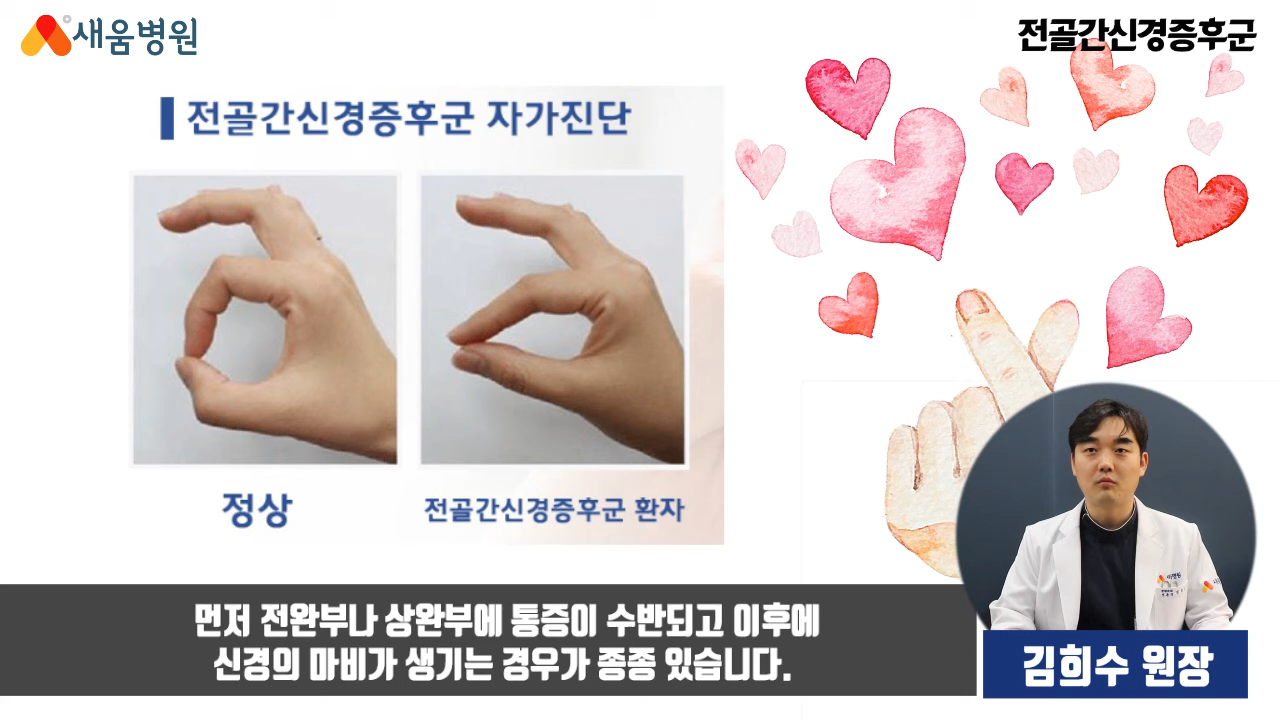 새움병원
전골간신경증후군
전골간신경증후군 자가진단
정상
전골간신경증후군 환자
먼저 전완부나 상완부에 통증이 수반되고 이후에
신경의 마비가 생기는 경우가 종종 있습니다.
김희수 원장